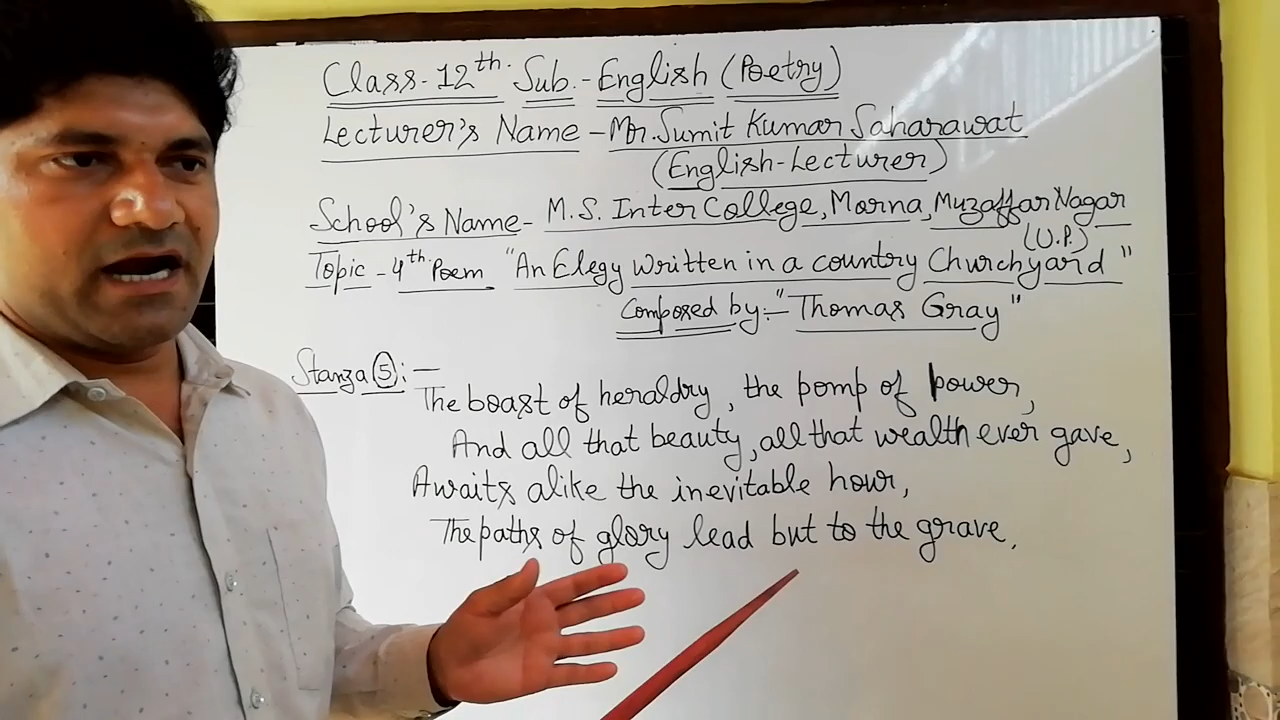 Class-12th. Sub.-English (Poetry)
Lecturer's Name - Mr. Sumit Kumar Saharawat
(English-Lecturer)
School's Name- M.S. Inter College, Morna, Muzaffar Nagar
(U.P.)
Topic - 4th Poem "An Elegy written in a country Churchyard"
Composed by:- "Thomas Gray"
Stanza 5:-
The boast of heraldry, the pomp of power,
And all that beauty, all that wealth ever gave,
Awaits alike the inevitable hour,
The paths of glory lead but to the grave.